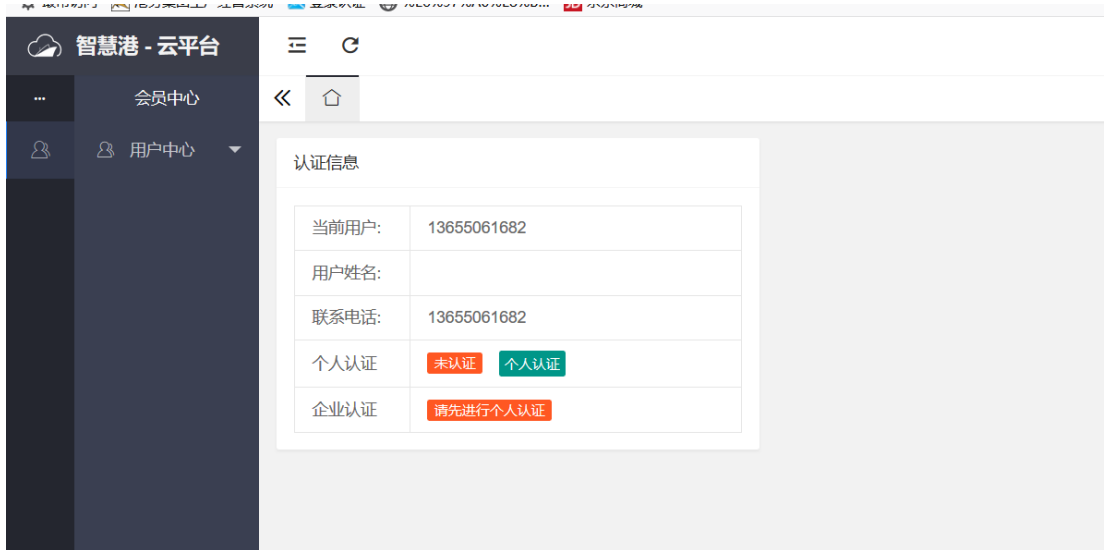 智慧港 - 云平台
会员中心
用户中心
认证信息
当前用户: 13655061682
用户姓名:
联系电话: 13655061682
个人认证 未认证 个人认证
企业认证 请先进行个人认证